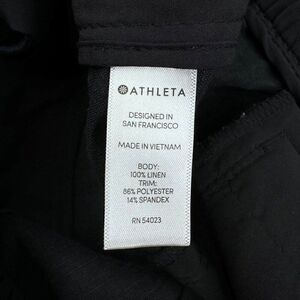 ATHLETA
DESIGNED IN
SAN FRANCISCO
MADE IN VIETNAM
BODY:
100% LINEN
TRIM:
86% POLYESTER
14% SPANDEX
RN 54023